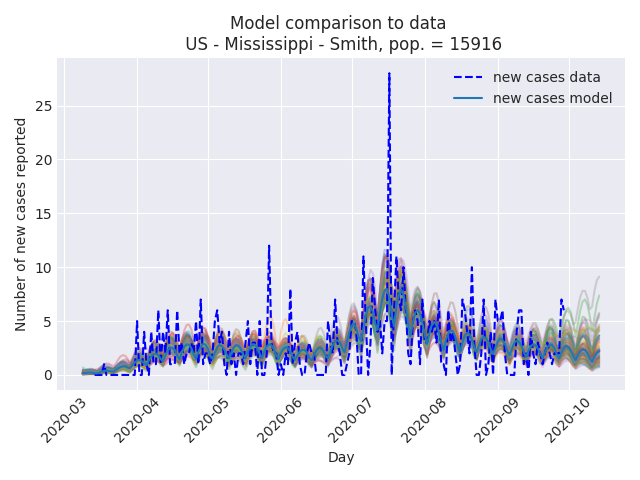 Model comparison to data
US - Mississippi - Smith, pop. = 15916
new cases data
new cases model
Number of new cases reported
25
20
15
10
5
0
2020-03
2020-04
2020-05
2020-06
2020-07
2020-08
2020-09
2020-10
Day